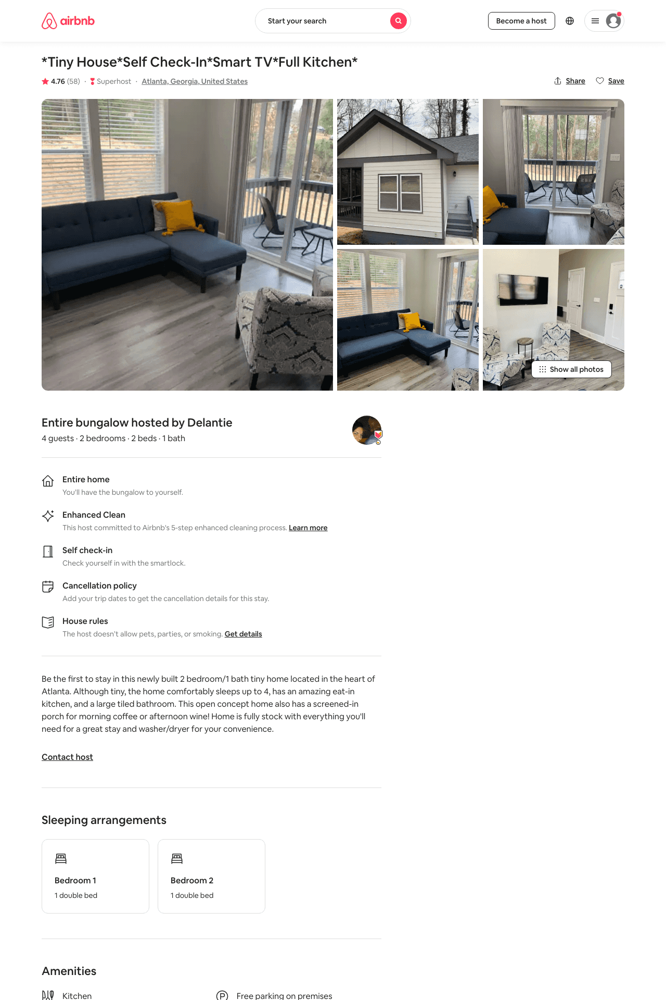 airbnb
Start your search
Become a host
*Tiny House*Self Check-In*Smart TV*Full Kitchen*
4.76 (58) · Superhost · Atlanta, Georgia, United States
Share
Save
Show all photos
Entire bungalow hosted by Delantie
4 guests · 2 bedrooms · 2 beds · 1 bath
Entire home
You’ll have the bungalow to yourself.
Enhanced Clean
This host committed to Airbnb's 5-step enhanced cleaning process. Learn more
Self check-in
Check yourself in with the smartlock.
Cancellation policy
Add your trip dates to get the cancellation details for this stay.
House rules
The host doesn’t allow pets, parties, or smoking. Get details
Be the first to stay in this newly built 2 bedroom/1 bath tiny home located in the heart of
Atlanta. Although tiny, the home comfortably sleeps up to 4, has an amazing eat-in
kitchen, and a large tiled bathroom. This open concept home also has a screened-in
porch for morning coffee or afternoon wine! Home is fully stock with everything you'll
need for a great stay and washer/dryer for your convenience.
Contact host
Sleeping arrangements
Bedroom 1
1 double bed
Bedroom 2
1 double bed
Amenities
Kitchen
Free parking on premises